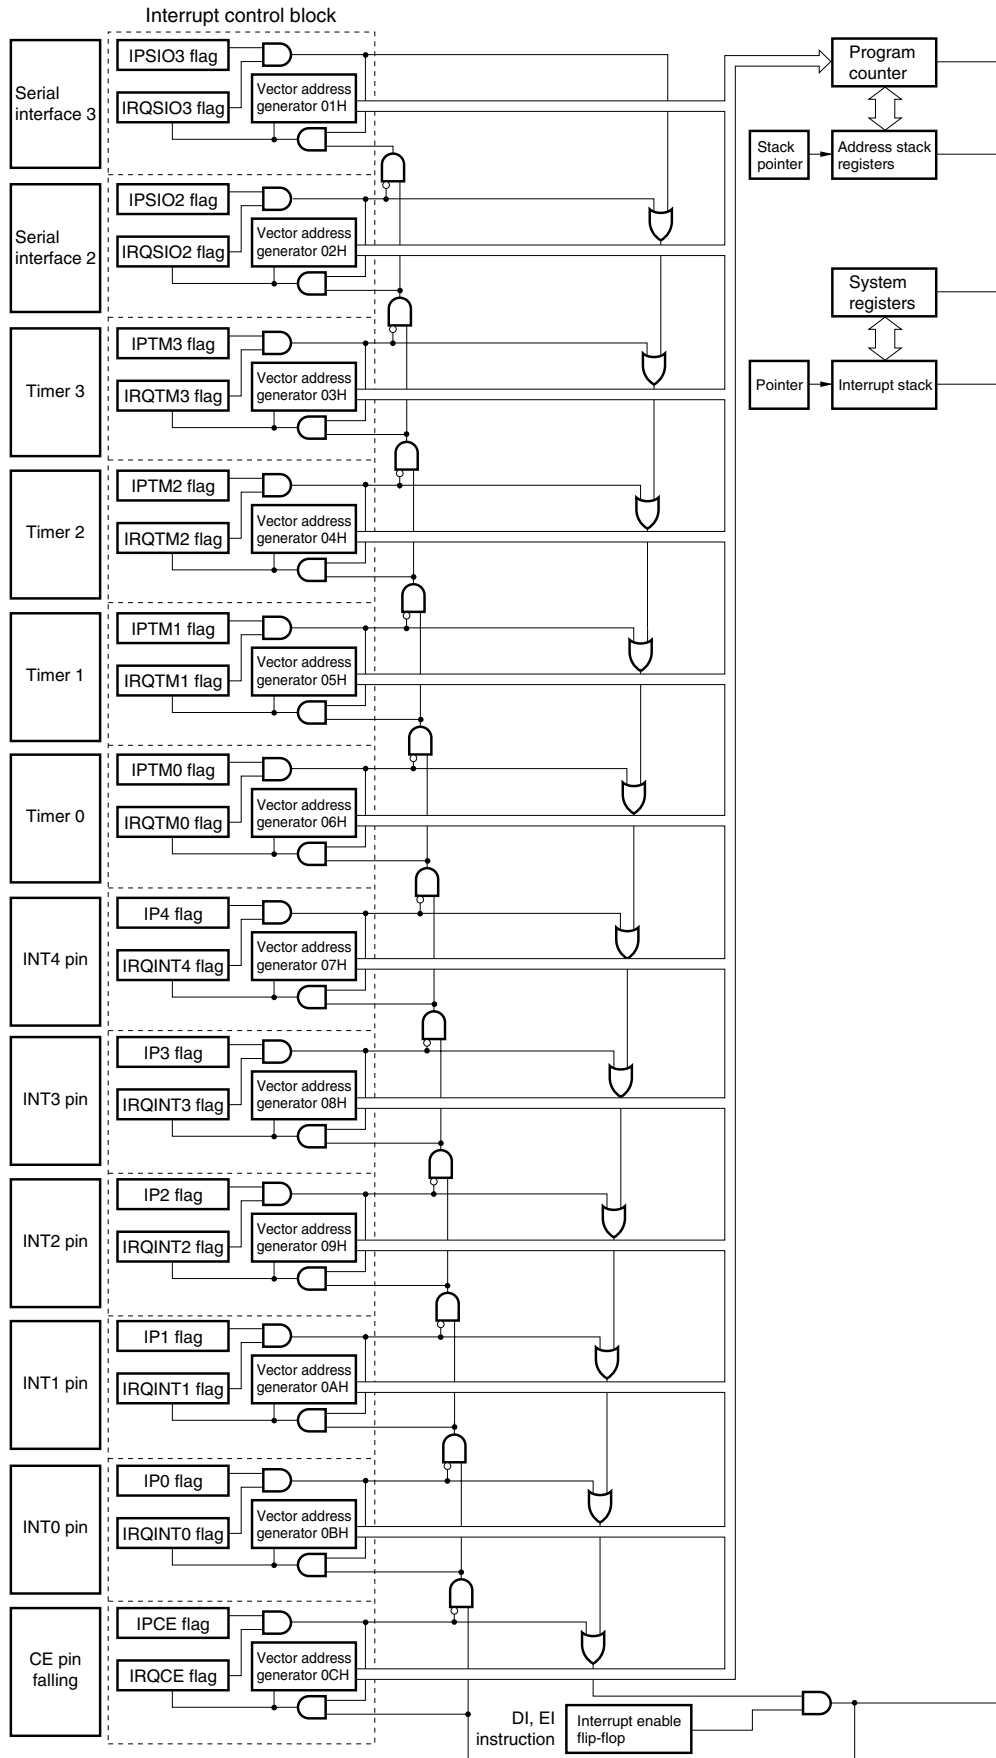 Interrupt control block
Serial
interface 3
IPSIO3 flag
IRQSIO3 flag
Vector address
generator 01H
Program
counter
Stack
pointer
Address stack
registers
Serial
interface 2
IPSIO2 flag
IRQSIO2 flag
Vector address
generator 02H
System
registers
Pointer
Interrupt stack
Timer 3
IPTM3 flag
IRQTM3 flag
Vector address
generator 03H
Timer 2
IPTM2 flag
IRQTM2 flag
Vector address
generator 04H
Timer 1
IPTM1 flag
IRQTM1 flag
Vector address
generator 05H
Timer 0
IPTM0 flag
IRQTM0 flag
Vector address
generator 06H
INT4 pin
IP4 flag
IRQINT4 flag
Vector address
generator 07H
INT3 pin
IP3 flag
IRQINT3 flag
Vector address
generator 08H
INT2 pin
IP2 flag
IRQINT2 flag
Vector address
generator 09H
INT1 pin
IP1 flag
IRQINT1 flag
Vector address
generator 0AH
INT0 pin
IP0 flag
IRQINT0 flag
Vector address
generator 0BH
CE pin
falling
IPCE flag
IRQCE flag
Vector address
generator 0CH
DI, EI
instruction
Interrupt enable
flip-flop